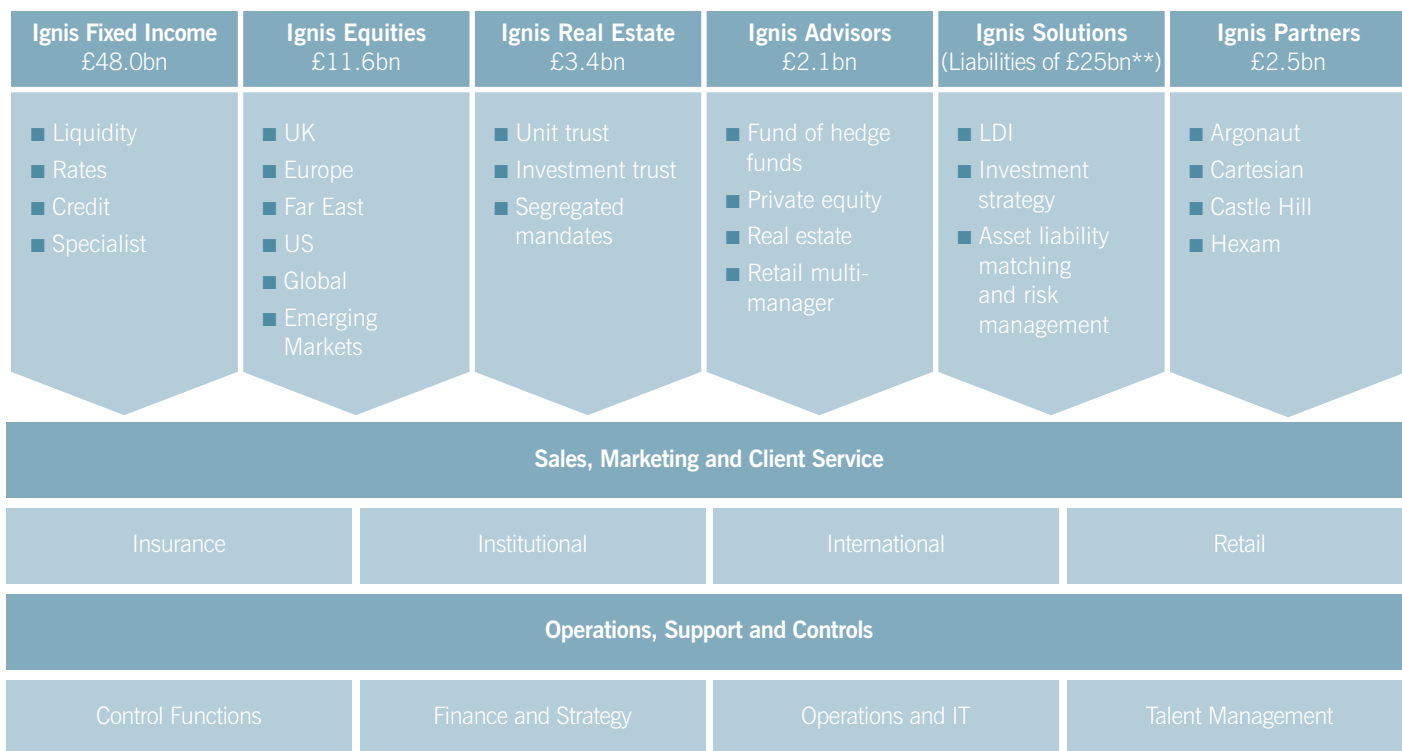 Ignis Fixed Income
£48.0bn
■ Liquidity
■ Rates
■ Credit
■ Specialist
Ignis Equities
£11.6bn
■ UK
■ Europe
■ Far East
■ US
■ Global
■ Emerging
Markets
Ignis Real Estate
£3.4bn
■ Unit trust
■ Investment trust
■ Segregated
mandates
Ignis Advisors
£2.1bn
■ Fund of hedge
funds
■ Private equity
■ Real estate
■ Retail multi-
manager
Ignis Solutions
(Liabilities of £25bn**)
■ LDI
■ Investment
strategy
■ Asset liability
matching
and risk
management
Ignis Partners
£2.5bn
■ Argonaut
■ Cartesian
■ Castle Hill
■ Hexam
Sales, Marketing and Client Service
Insurance
Institutional
International
Retail
Operations, Support and Controls
Control Functions
Finance and Strategy
Operations and IT
Talent Management